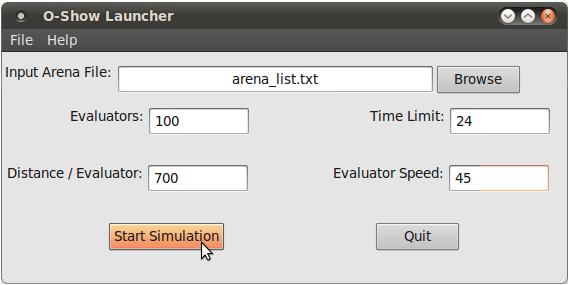 O-Show Launcher
File Help
Input Arena File: arena_list.txt Browse
Evaluators: 100 Time Limit: 24
Distance / Evaluator: 700 Evaluator Speed: 45
Start Simulation Quit